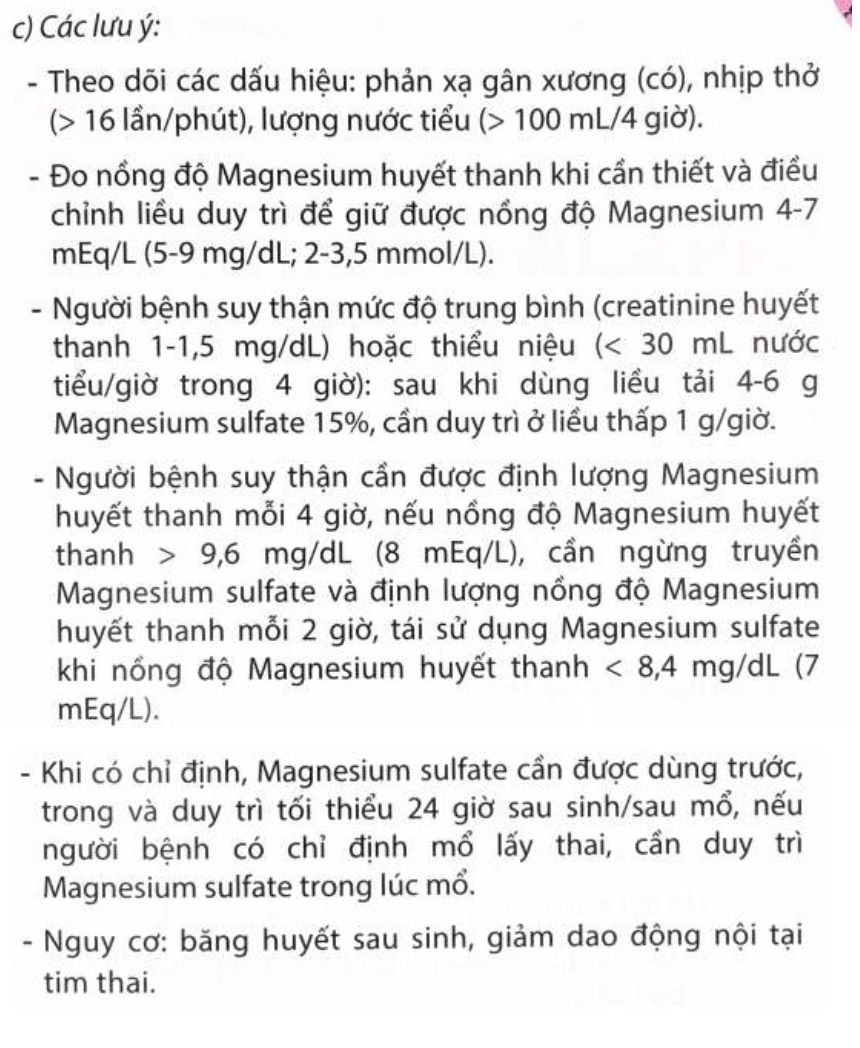 c) Các lưu ý:
- Theo dõi các dấu hiệu: phản xạ gân xương (có), nhịp thở
(> 16 lần/phút), lượng nước tiểu (> 100 mL/4 giờ).
- Đo nồng độ Magnesium huyết thanh khi cần thiết và điều
chỉnh liều duy trì để giữ được nồng độ Magnesium 4-7
mEq/L (5-9 mg/dL; 2-3,5 mmol/L).
- Người bệnh suy thận mức độ trung bình (creatinine huyết
thanh 1-1,5 mg/dL) hoặc thiểu niệu (< 30 mL nước
tiểu/giờ trong 4 giờ): sau khi dùng liều tải 4-6 g
Magnesium sulfate 15%, cần duy trì ở liều thấp 1 g/giờ.
- Người bệnh suy thận cần được định lượng Magnesium
huyết thanh mỗi 4 giờ, nếu nồng độ Magnesium huyết
thanh > 9,6 mg/dL (8 mEq/L), cần ngừng truyền
Magnesium sulfate và định lượng nồng độ Magnesium
huyết thanh mỗi 2 giờ, tái sử dụng Magnesium sulfate
khi nồng độ Magnesium huyết thanh < 8,4 mg/dL (7
mEq/L).
- Khi có chỉ định, Magnesium sulfate cần được dùng trước,
trong và duy trì tối thiểu 24 giờ sau sinh/sau mổ, nếu
người bệnh có chỉ định mổ lấy thai, cần duy trì
Magnesium sulfate trong lúc mổ.
- Nguy cơ: băng huyết sau sinh, giảm dao động nội tại
tim thai.